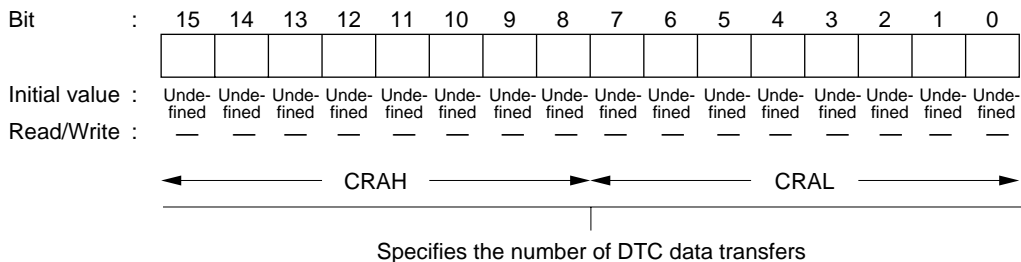 Bit : 15 14 13 12 11 10 9 8 7 6 5 4 3 2 1 0
Initial value : Unde- Unde- Unde- Unde- Unde- Unde- Unde- Unde- Unde- Unde- Unde- Unde- Unde- Unde- Unde- Unde-
fined fined fined fined fined fined fined fined fined fined fined fined fined fined fined fined
Read/Write : — — — — — — — — — — — — — — — —
CRAH CRAL
Specifies the number of DTC data transfers